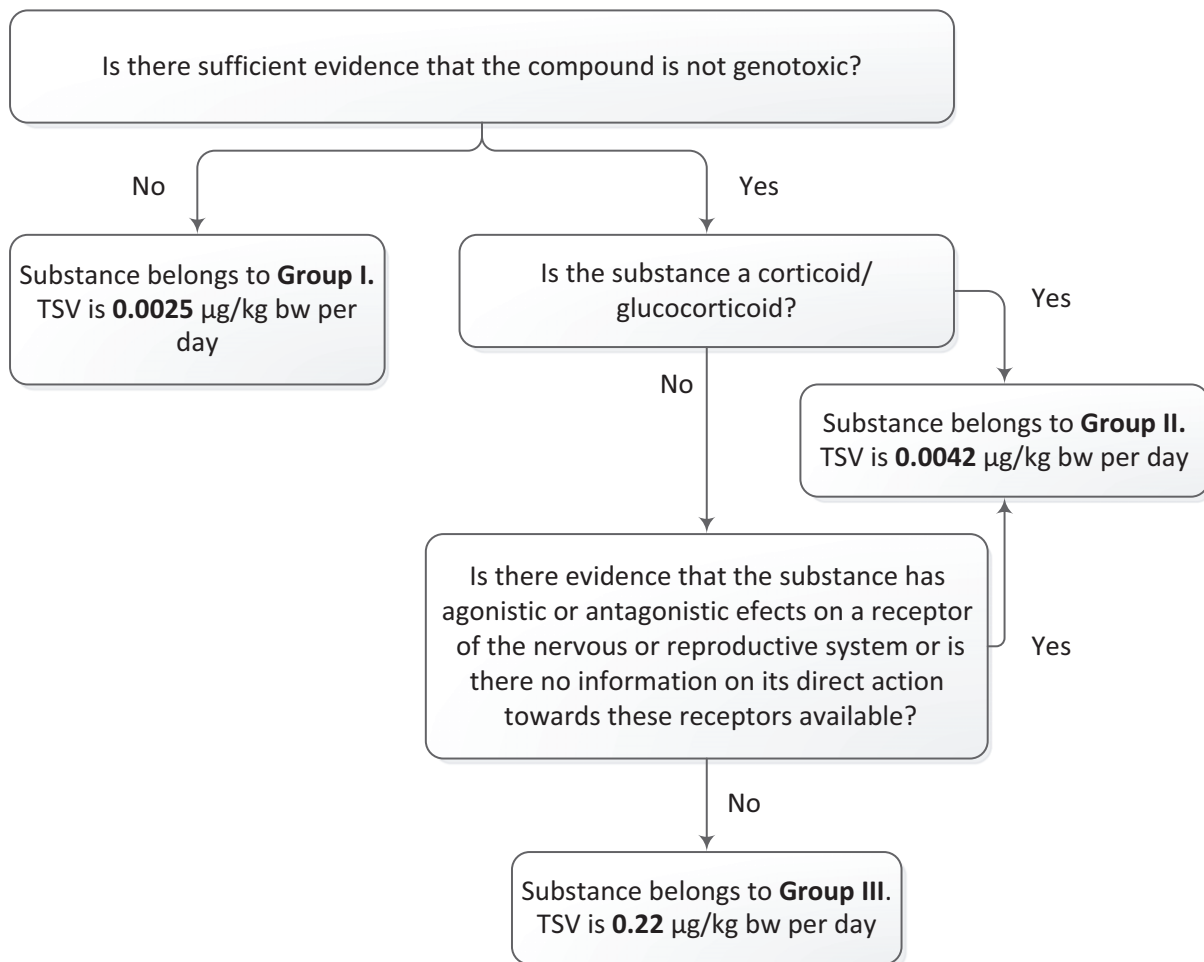 Is there sufficient evidence that the compound is not genotoxic?
No
Yes
Substance belongs to Group I.
TSV is 0.0025 µg/kg bw per
day
Is the substance a corticoid/
glucocorticoid?
Yes
No
Substance belongs to Group II.
TSV is 0.0042 µg/kg bw per day
Is there evidence that the substance has
agonistic or antagonistic efects on a receptor
of the nervous or reproductive system or is
there no information on its direct action
towards these receptors available?
Yes
No
Substance belongs to Group III.
TSV is 0.22 µg/kg bw per day